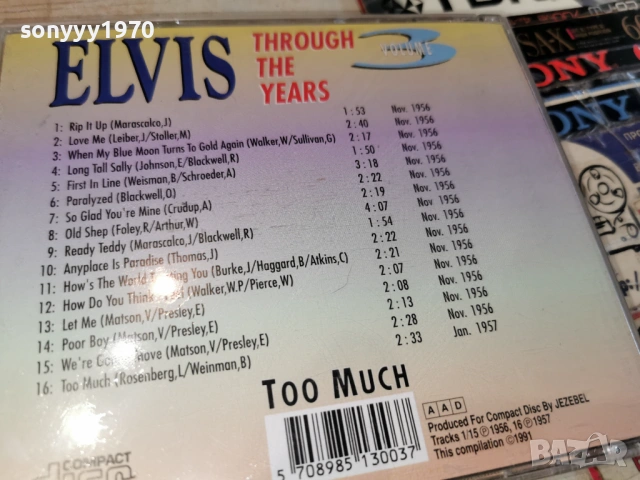 sonyyy1970
ELVIS THROUGH THE YEARS
VOLUME 3
1: Rip It Up (Marascalco,J) 1:53 Nov. 1956
2: Love Me (Leiber,J/Stoller,M) 2:40 Nov. 1956
3: When My Blue Moon Turns To Gold Again (Walker,W/Sullivan,G) 2:17 Nov. 1956
4: Long Tall Sally (Johnson,E/Blackwell,R) 1:50 Nov. 1956
5: First In Line (Weisman,B/Schroeder,A) 3:18 Nov. 1956
6: Paralyzed (Blackwell,O) 2:22 Nov. 1956
7: So Glad You're Mine (Crudup,A) 2:19 Nov. 1956
8: Old Shep (Foley,R/Arthur,W) 4:07 Nov. 1956
9: Ready Teddy (Marascalco,J/Blackwell,R) 1:54 Nov. 1956
10: Anyplace Is Paradise (Thomas,J) 2:22 Nov. 1956
11: How's The World You (Burke,J/Haggard,B/Atkins,C) 2:21 Nov. 1956
12: How Do You Think (Walker,W.P/Pierce,W) 2:07 Nov. 1956
13: Let Me (Matson,V/Presley,E) 2:08 Nov. 1956
14: Poor Boy (Matson,V/Presley,E) 2:13 Nov. 1956
15: We're (Matson,V/Presley,E) 2:28 Nov. 1956
16: Too Much (Rosenberg,L/Weinman,B) 2:33 Jan. 1957
TOO MUCH
AAD
Produced For Compact Disc By JEZEBEL
Tracks 1/15 ℗1956, 16 ℗1957
This compilation ©1991
5 708985 130037
COMPACT
SONY
BAZAR